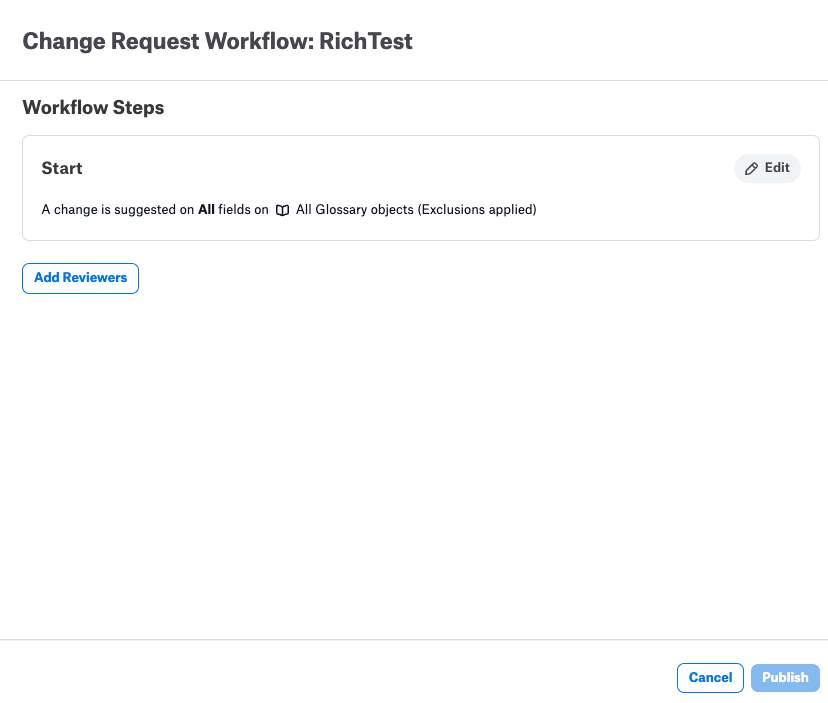 Change Request Workflow: RichTest
Workflow Steps
Start
Edit
A change is suggested on All fields on All Glossary objects (Exclusions applied)
Add Reviewers
Cancel
Publish